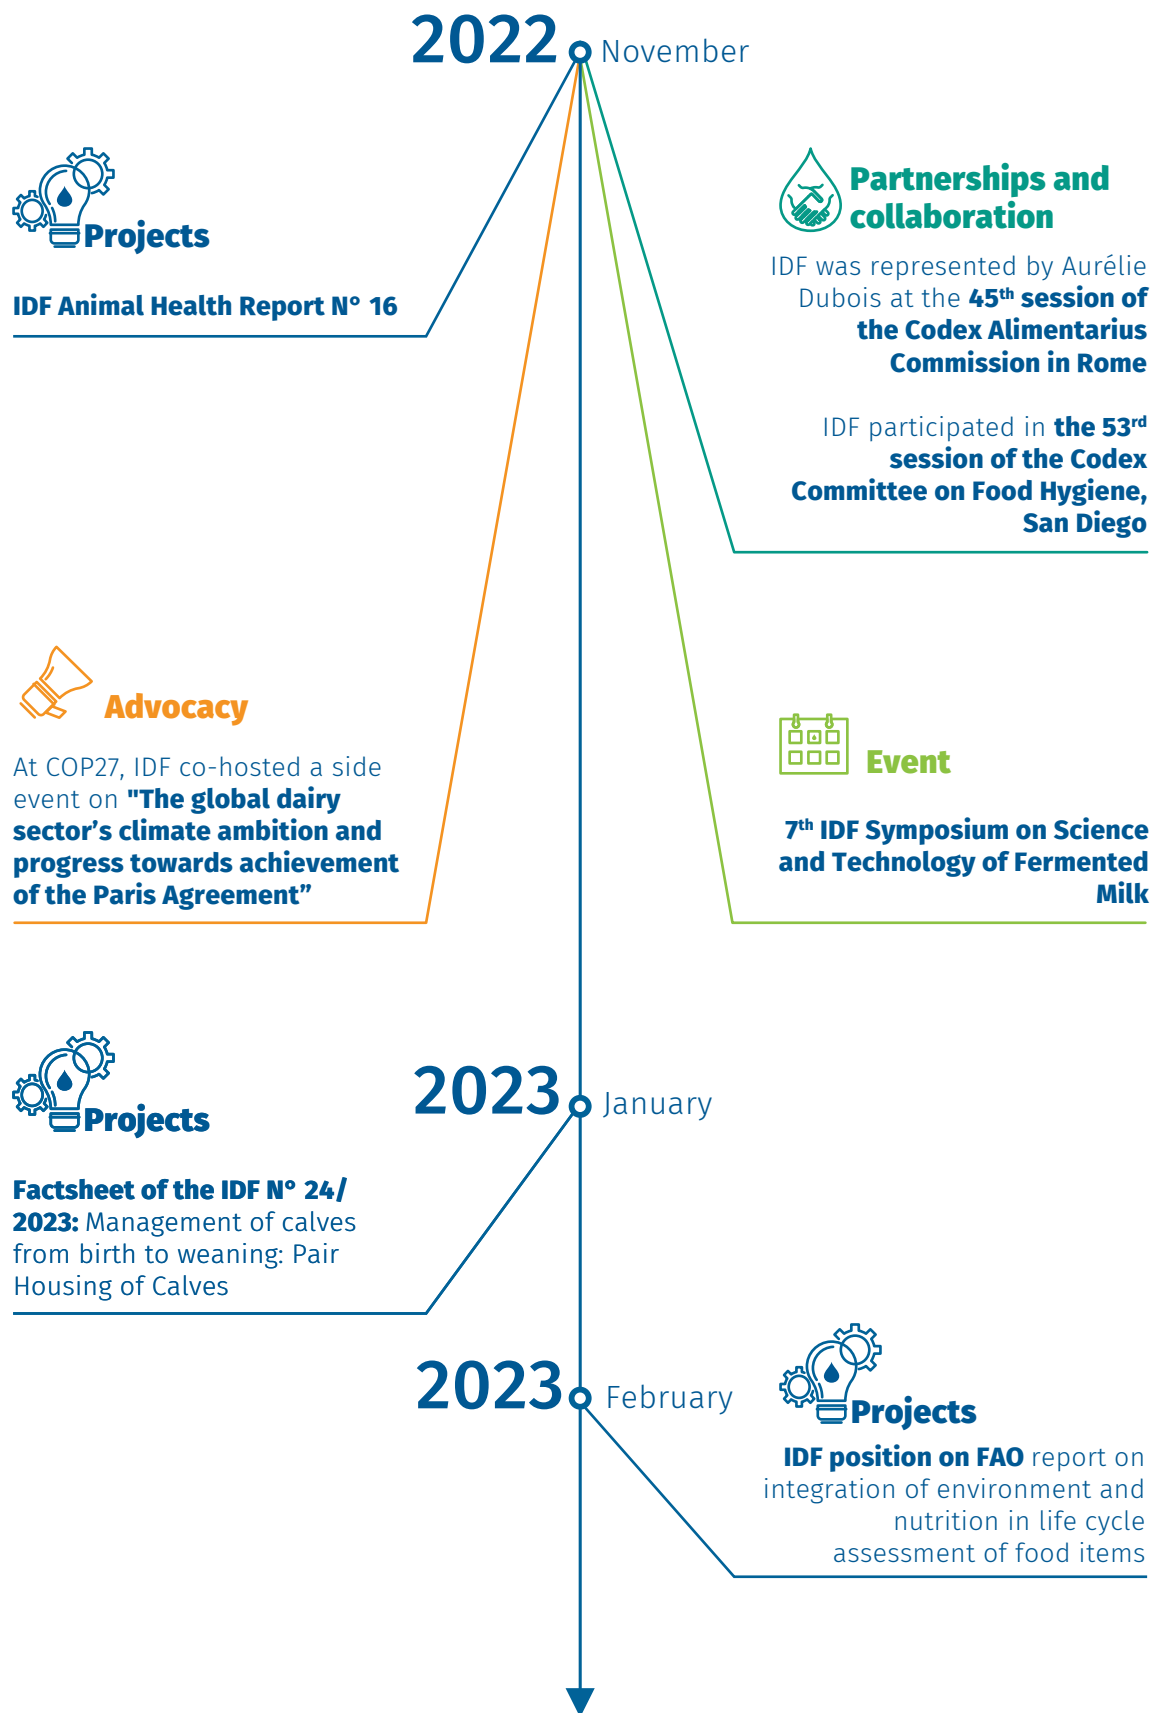 2022
November
Projects
IDF Animal Health Report N° 16
Partnerships and
collaboration
IDF was represented by Aurélie
Dubois at the 45th session of
the Codex Alimentarius
Commission in Rome
IDF participated in the 53rd
session of the Codex
Committee on Food Hygiene,
San Diego
Advocacy
At COP27, IDF co-hosted a side
event on "The global dairy
sector’s climate ambition and
progress towards achievement
of the Paris Agreement”
Event
7th IDF Symposium on Science
and Technology of Fermented
Milk
2023
January
Projects
Factsheet of the IDF N° 24/
2023: Management of calves
from birth to weaning: Pair
Housing of Calves
2023
February
Projects
IDF position on FAO report on
integration of environment and
nutrition in life cycle
assessment of food items